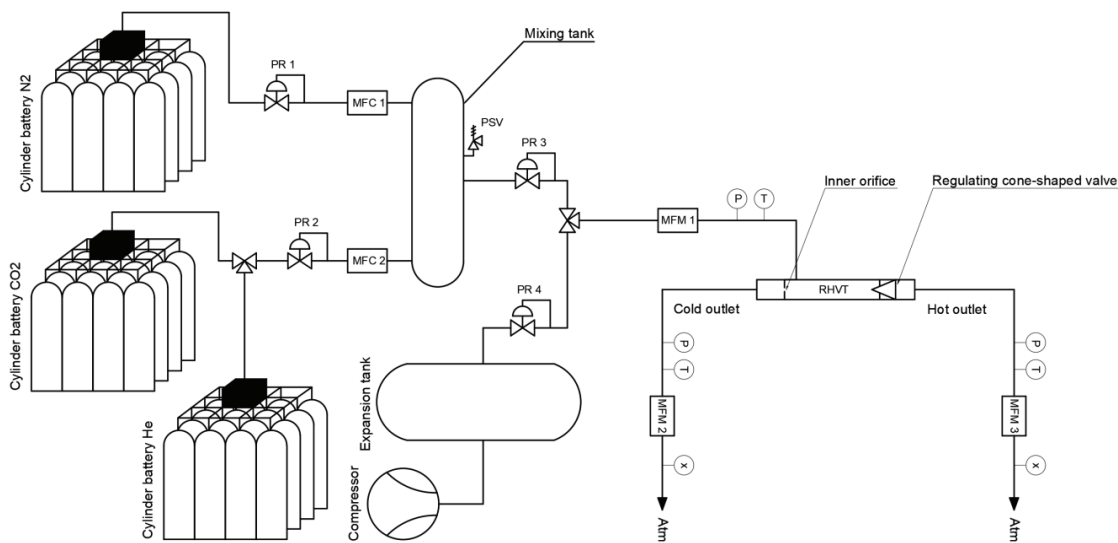 Cylinder battery N2
PR 1
MFC 1
Mixing tank
PSV
PR 3
Cylinder battery CO2
PR 2
MFC 2
Cylinder battery He
PR 4
Expansion tank
Compressor
MFM 1
P
T
Inner orifice
Regulating cone-shaped valve
RHVT
Cold outlet
Hot outlet
P
T
MFM 2
x
Atm
P
T
MFM 3
x
Atm